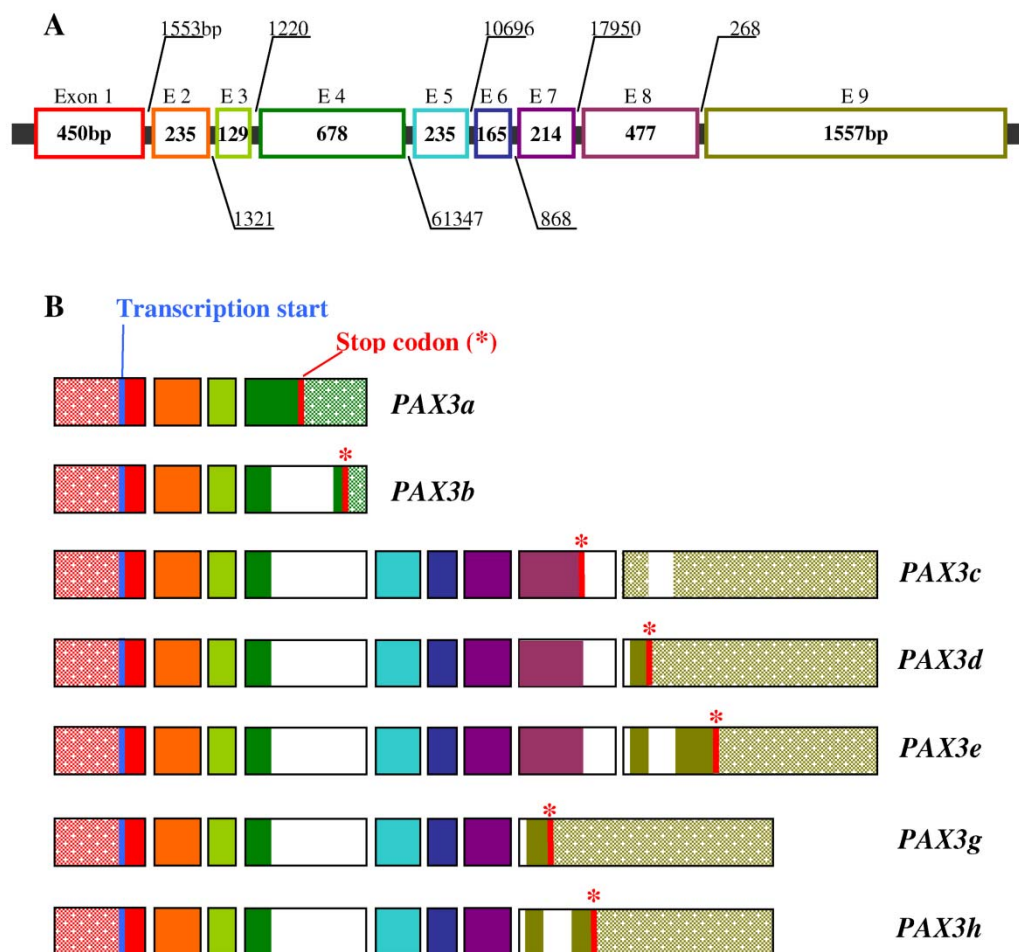 A
1553bp 1220 10696 17950 268
Exon 1 E 2 E 3 E 4 E 5 E 6 E 7 E 8 E 9
450bp 235 129 678 235 165 214 477 1557bp
1321 61347 868
B
Transcription start
Stop codon (*)
PAX3a
*
PAX3b
*
PAX3c
*
PAX3d
*
PAX3e
*
PAX3g
*
PAX3h